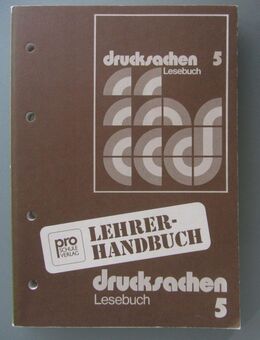 drucksachen 5
Lesebuch
pro
SCHULE
VERLAG
LEHRER-
HANDBUCH
drucksachen
Lesebuch 5